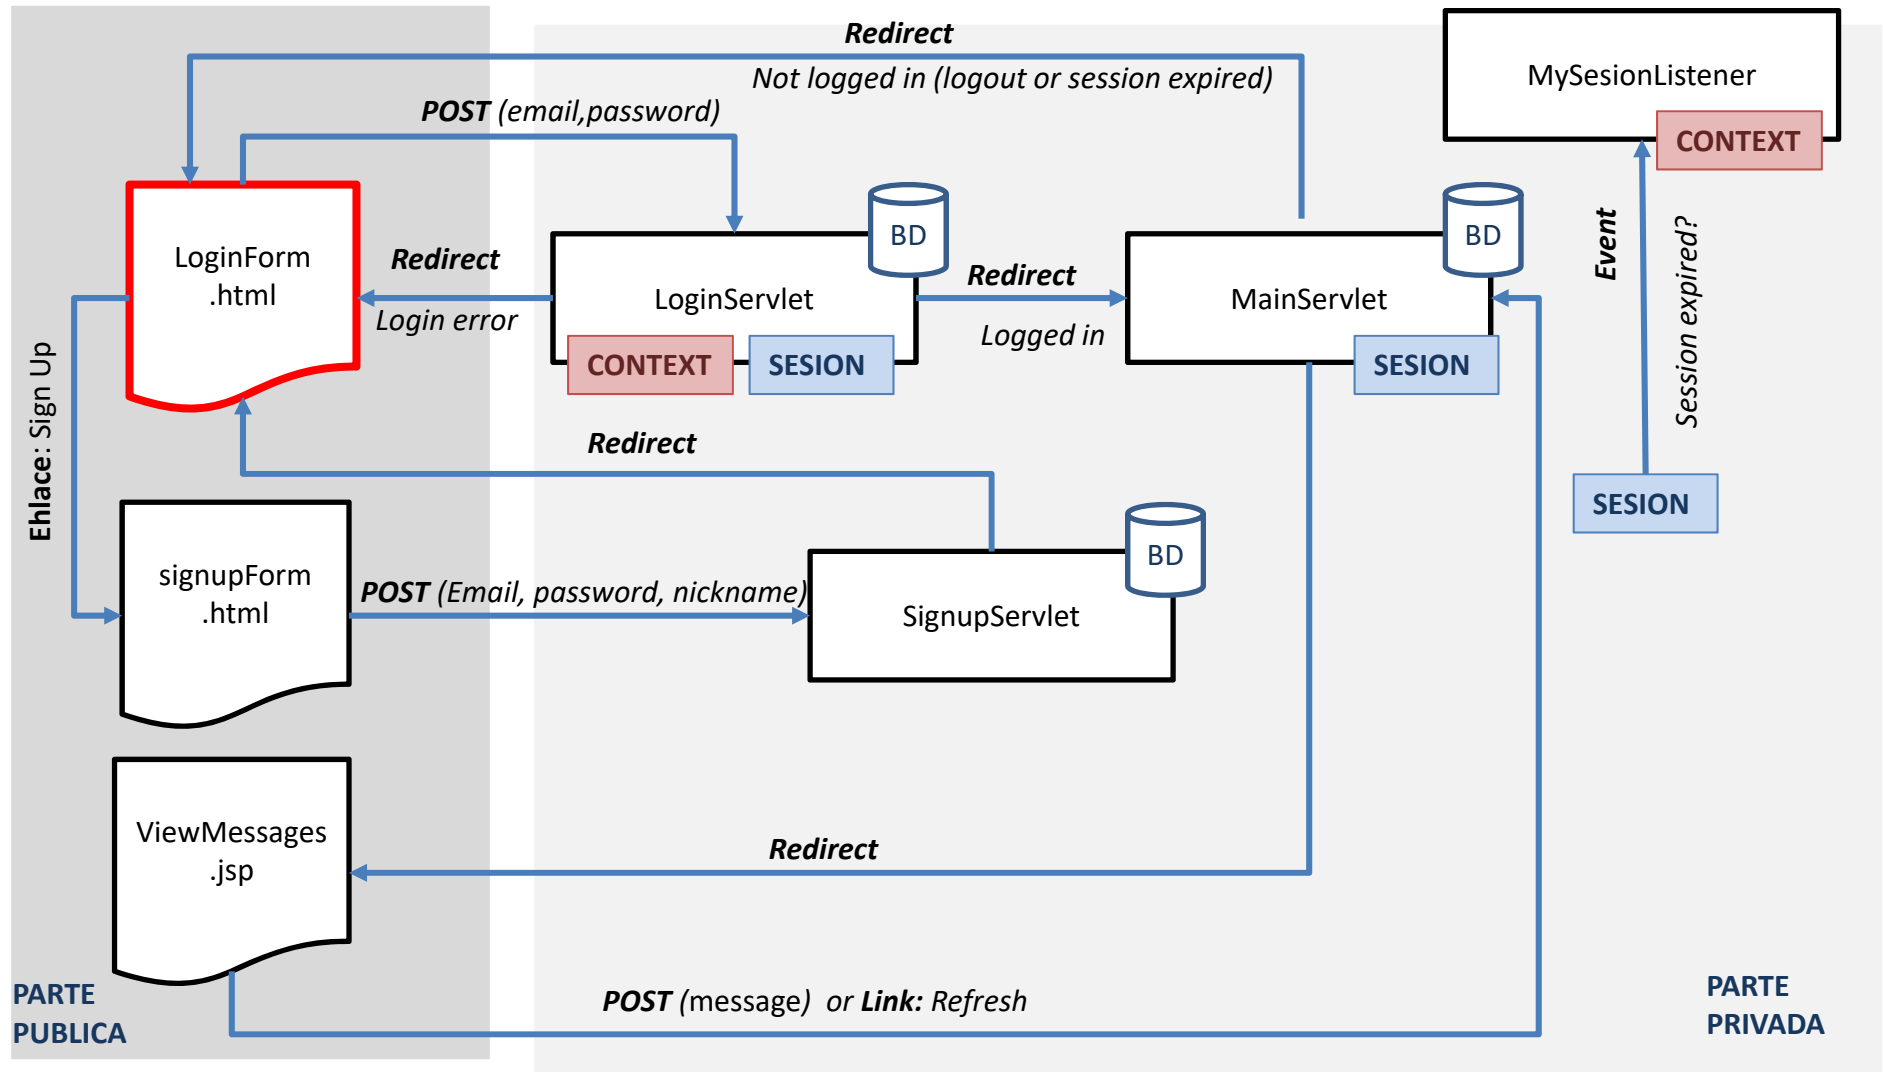 Redirect
Not logged in (logout or session expired)
MySesionListener
CONTEXT
POST (email,password)
LoginForm
.html
Redirect
Login error
BD
LoginServlet
CONTEXT
SESION
Redirect
Logged in
BD
MainServlet
SESION
Event
Session expired?
SESION
Ehlace: Sign Up
Redirect
signupForm
.html
POST (Email, password, nickname)
BD
SignupServlet
ViewMessages
.jsp
Redirect
POST (message) or Link: Refresh
PARTE
PUBLICA
PARTE
PRIVADA